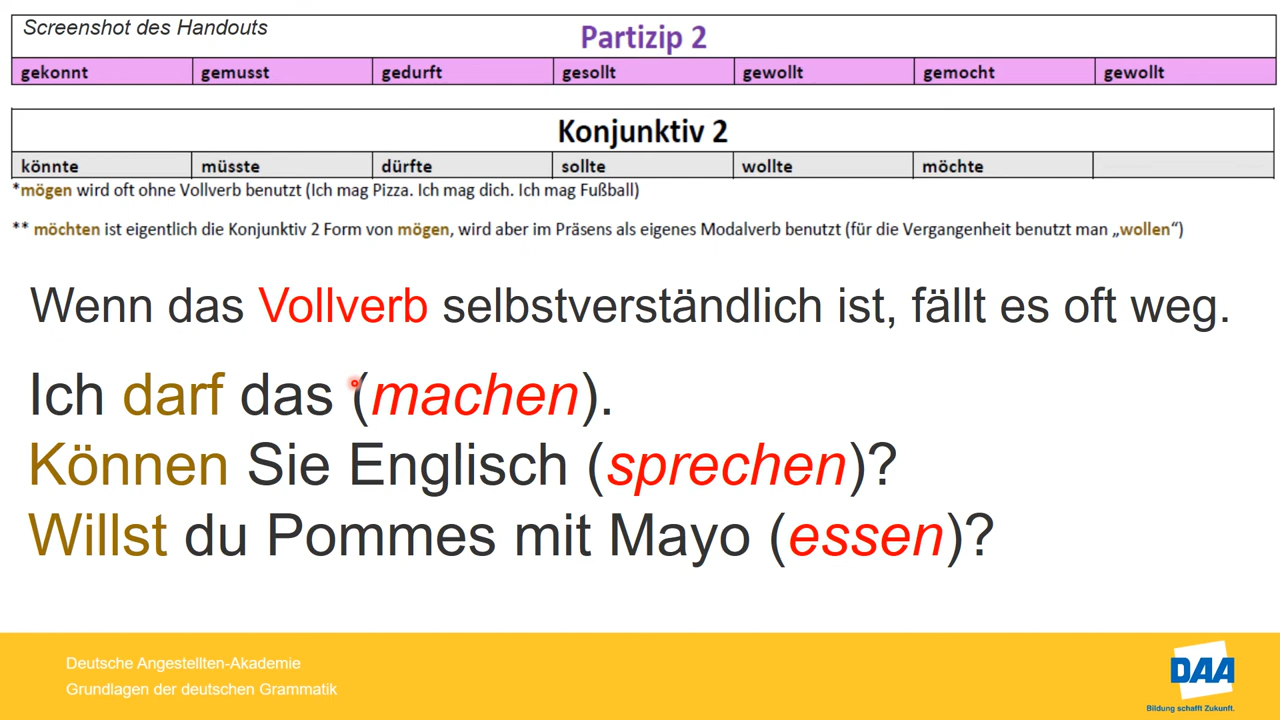 Screenshot des Handouts
Partizip 2
gekonnt gemusst gedurft gesollt gewollt gemocht gewollt
Konjunktiv 2
könnte müsste dürfte sollte wollte möchte
*mögen wird oft ohne Vollverb benutzt (Ich mag Pizza. Ich mag dich. Ich mag Fußball)
** möchten ist eigentlich die Konjunktiv 2 Form von mögen, wird aber im Präsens als eigenes Modalverb benutzt (für die Vergangenheit benutzt man „wollen“)
Wenn das Vollverb selbstverständlich ist, fällt es oft weg.
Ich darf das (machen).
Können Sie Englisch (sprechen)?
Willst du Pommes mit Mayo (essen)?
Deutsche Angestellten-Akademie
Grundlagen der deutschen Grammatik
DAA
Bildung schafft Zukunft.